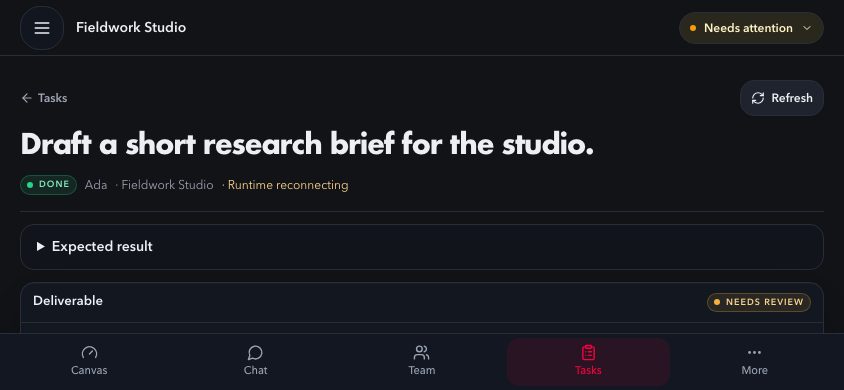 Fieldwork Studio
Needs attention
← Tasks
Refresh
Draft a short research brief for the studio.
DONE Ada · Fieldwork Studio · Runtime reconnecting
Expected result
Deliverable
NEEDS REVIEW
Canvas
Chat
Team
Tasks
More